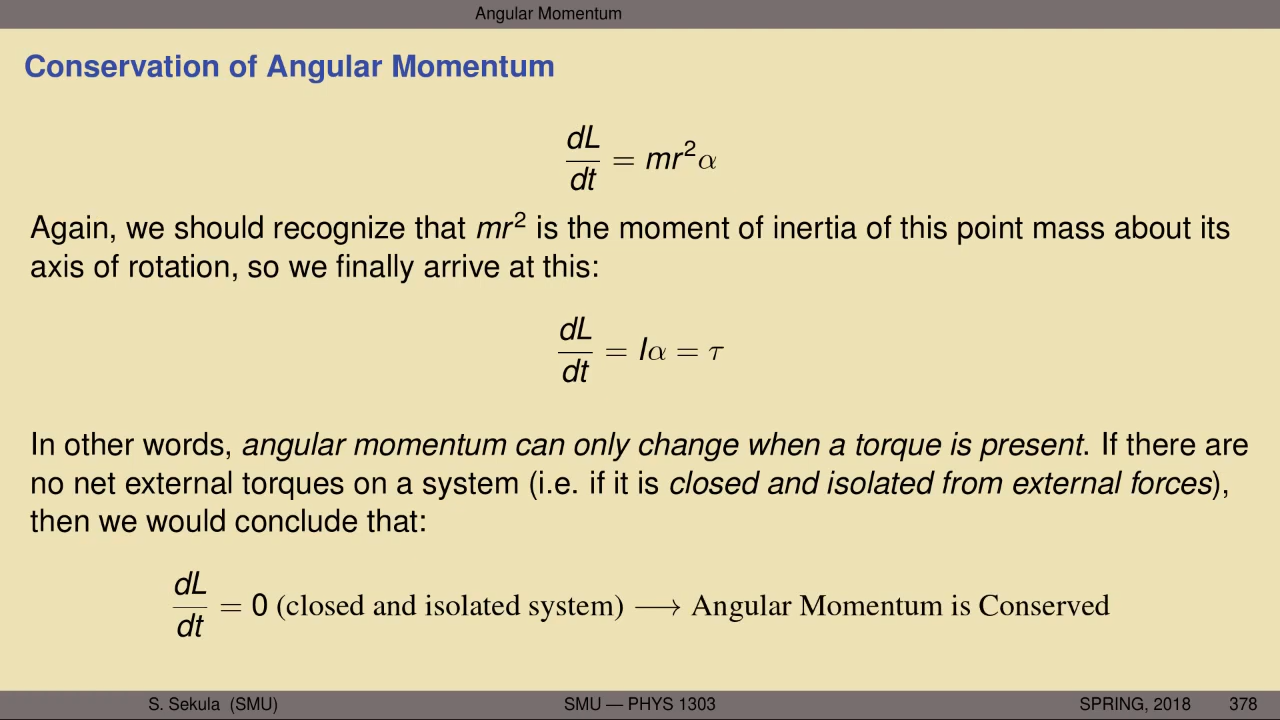 Angular Momentum
Conservation of Angular Momentum
dL/dt = mr²α
Again, we should recognize that mr² is the moment of inertia of this point mass about its
axis of rotation, so we finally arrive at this:
dL/dt = Iα = τ
In other words, angular momentum can only change when a torque is present. If there are
no net external torques on a system (i.e. if it is closed and isolated from external forces),
then we would conclude that:
dL/dt = 0 (closed and isolated system) ⟶ Angular Momentum is Conserved
S. Sekula (SMU) SMU — PHYS 1303 SPRING, 2018 378